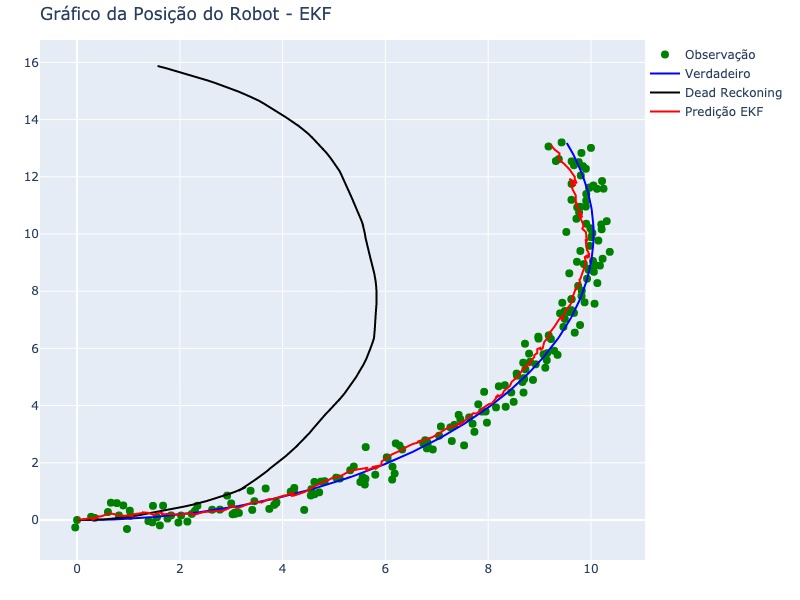 Gráfico da Posição do Robot - EKF
Observação
Verdadeiro
Dead Reckoning
Predição EKF
16
14
12
10
8
6
4
2
0
0 2 4 6 8 10